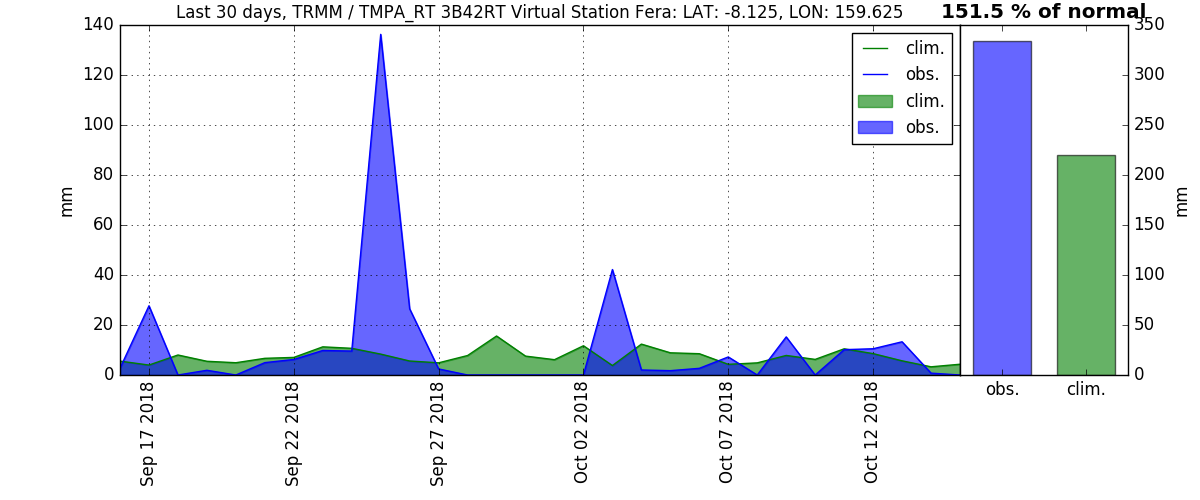 Last 30 days, TRMM / TMPA_RT 3B42RT Virtual Station Fera: LAT: -8.125, LON: 159.625
151.5 % of normal
140
120
100
80
60
40
20
0
mm
clim.
obs.
clim.
obs.
350
300
250
200
150
100
50
0
mm
Sep 17 2018
Sep 22 2018
Sep 27 2018
Oct 02 2018
Oct 07 2018
Oct 12 2018
obs.
clim.